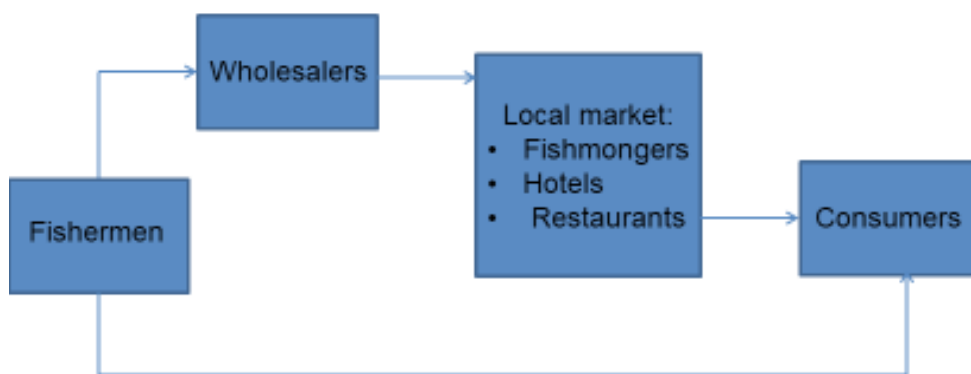 Wholesalers
Local market:
• Fishmongers
• Hotels
• Restaurants
Fishermen
Consumers